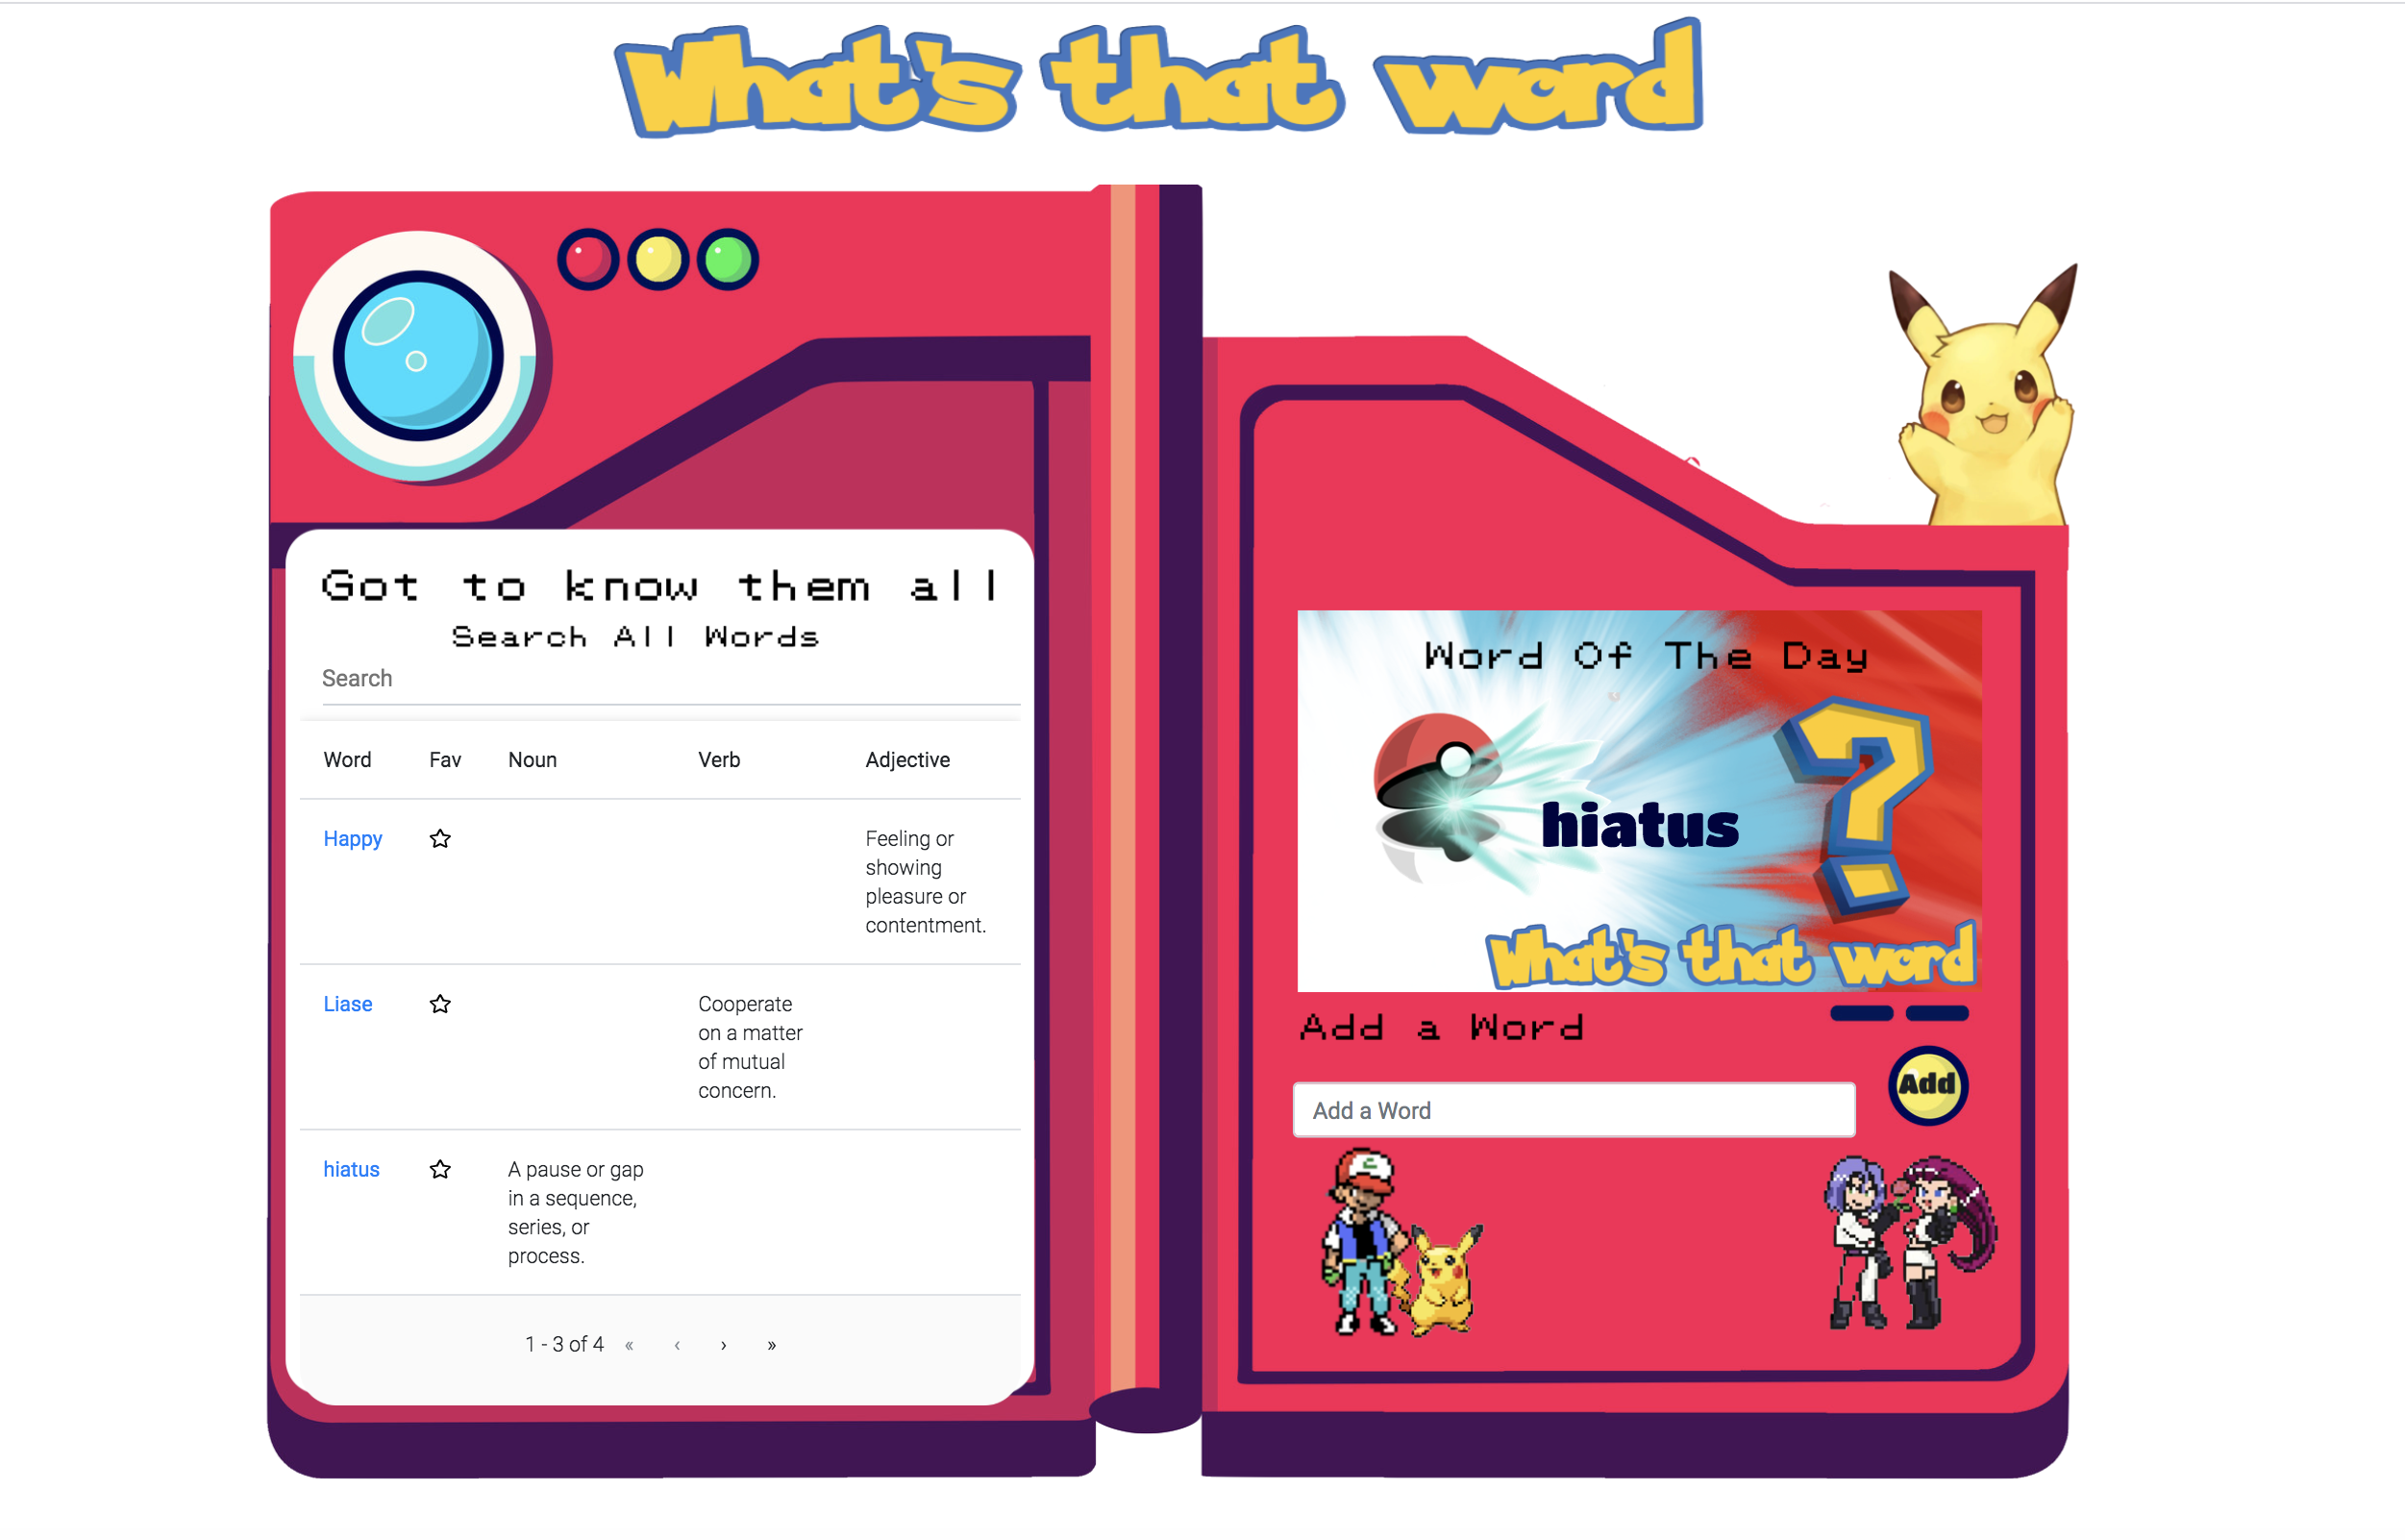 What's that word
Got to know them all
Search All Words
Search
Word Fav Noun Verb Adjective
Happy
Feeling or
showing
pleasure or
contentment.
Liase
Cooperate
on a matter
of mutual
concern.
hiatus
A pause or gap
in a sequence,
series, or
process.
1 - 3 of 4 « ‹ › »
Word Of The Day
hiatus
?
What's that word
Add a Word
Add a Word
Add